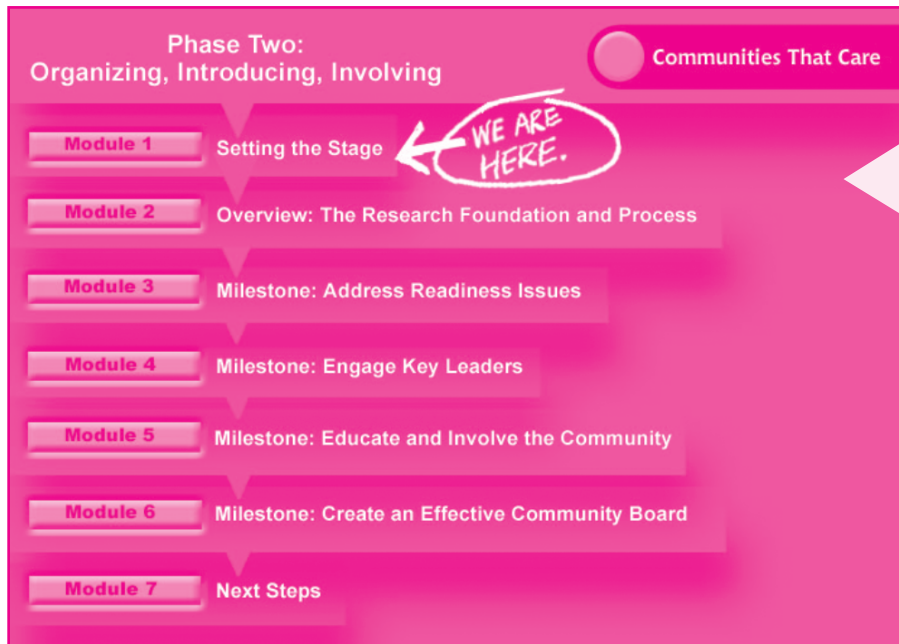 Phase Two:
Organizing, Introducing, Involving
Communities That Care
Module 1 Setting the Stage
WE ARE
HERE.
Module 2 Overview: The Research Foundation and Process
Module 3 Milestone: Address Readiness Issues
Module 4 Milestone: Engage Key Leaders
Module 5 Milestone: Educate and Involve the Community
Module 6 Milestone: Create an Effective Community Board
Module 7 Next Steps